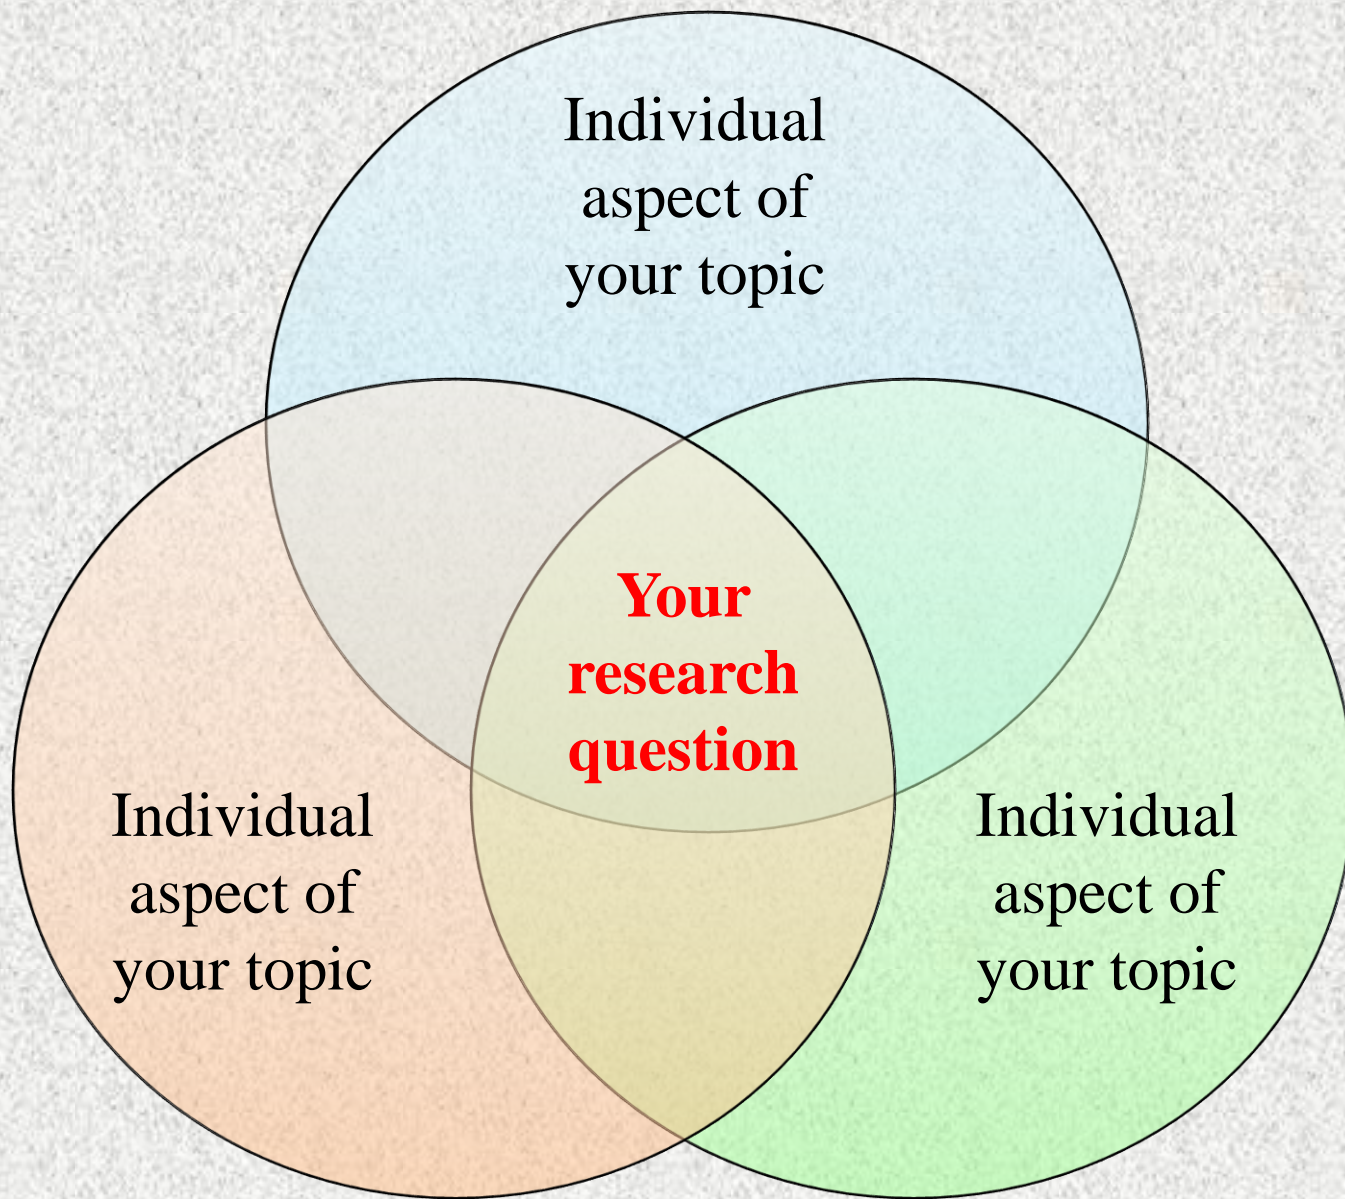 Individual
aspect of
your topic
Your
research
question
Individual
aspect of
your topic
Individual
aspect of
your topic